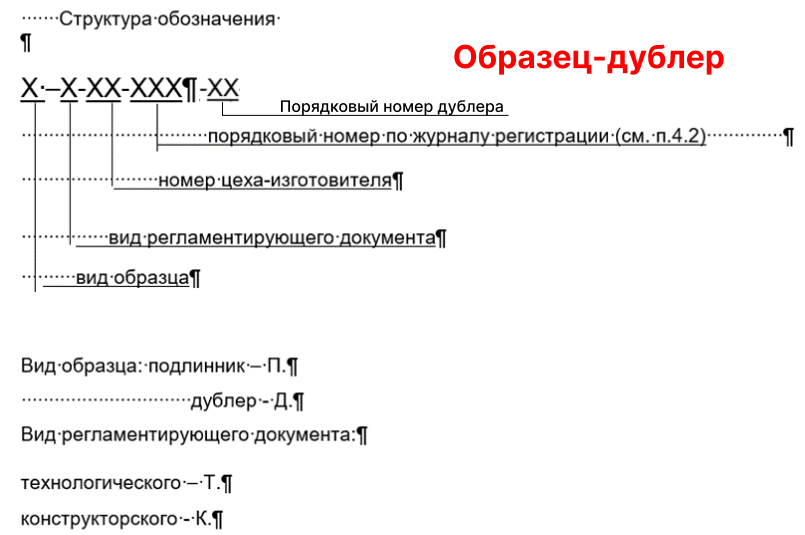 Структура обозначения
¶
Образец-дублер
Х –Х-ХХ-ХХХ¶ -ХХ
Порядковый номер дублера
порядковый номер по журналу регистрации (см. п.4.2) ¶
номер цеха-изготовителя¶
вид регламентирующего документа¶
вид образца¶
Вид образца: подлинник – П.¶
дублер - Д.¶
Вид регламентирующего документа:¶
технологического – Т.¶
конструкторского - К.¶